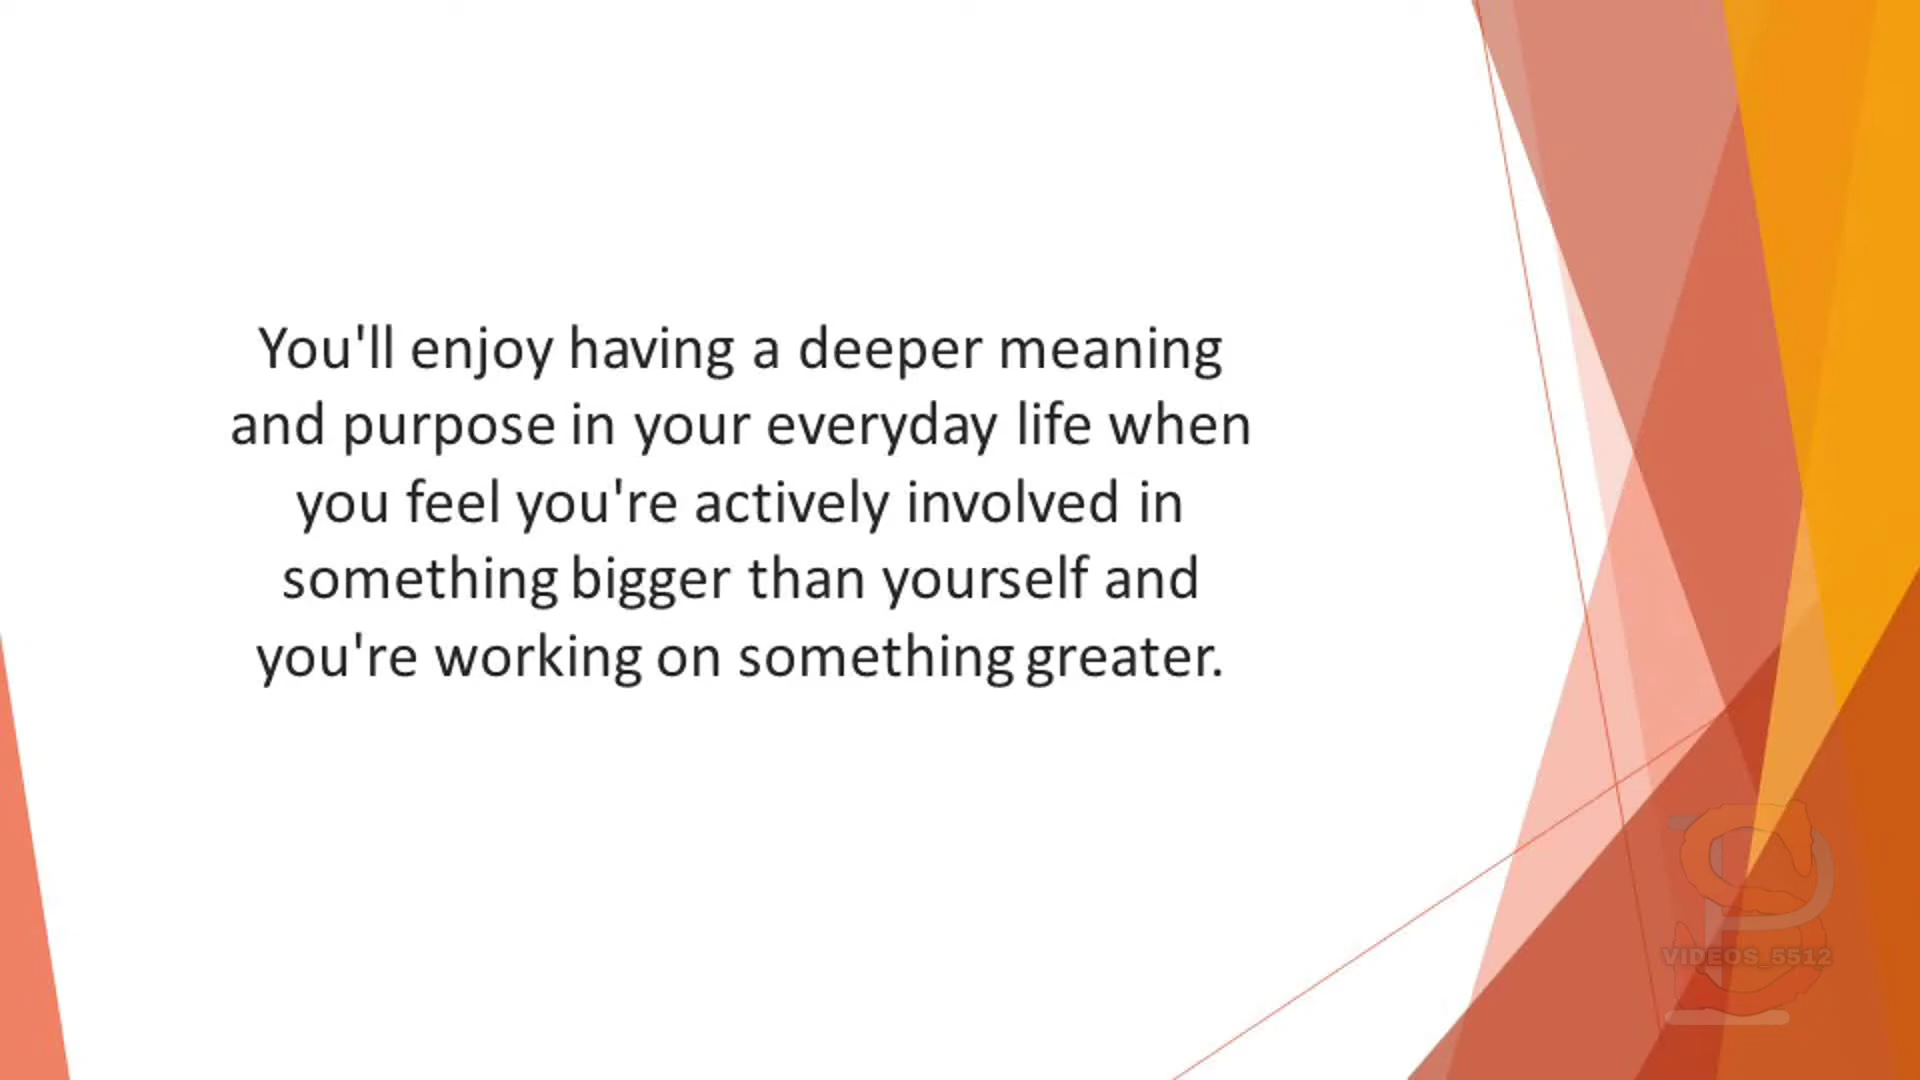 You'll enjoy having a deeper meaning
and purpose in your everyday life when
you feel you're actively involved in
something bigger than yourself and
you're working on something greater.
VIDEOS_5512